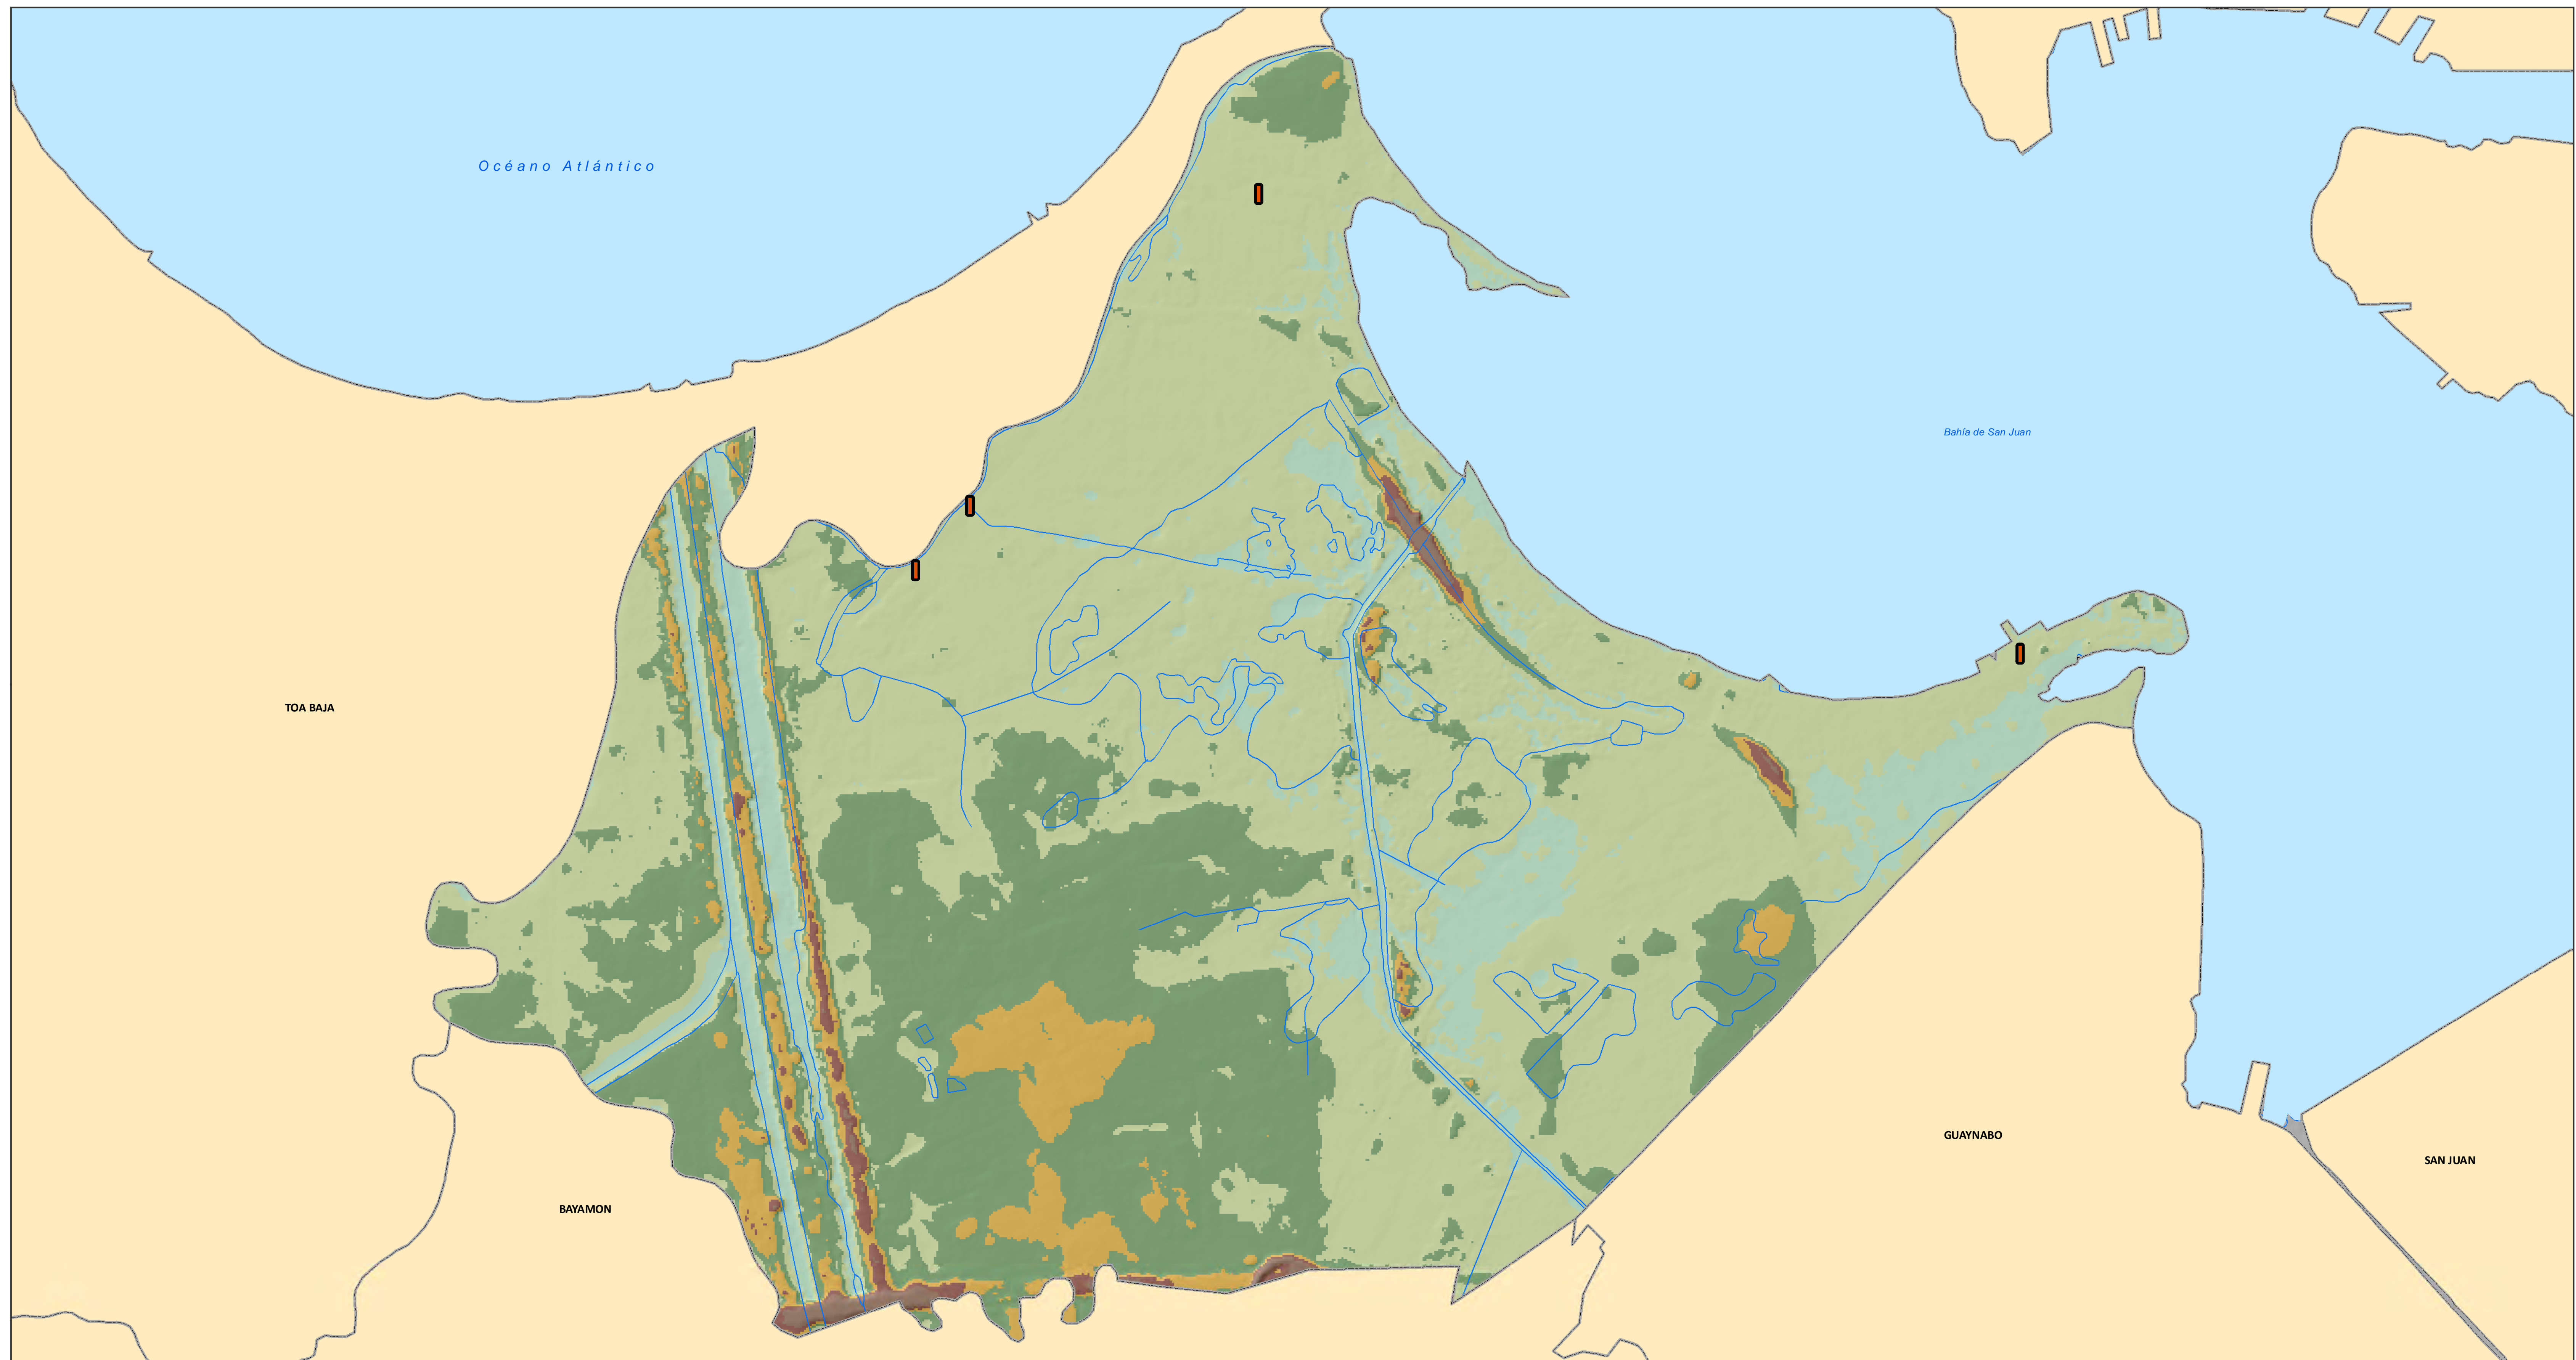 Océano Atlántico
Bahía de San Juan
TOA BAJA
GUAYNABO
SAN JUAN
BAYAMON